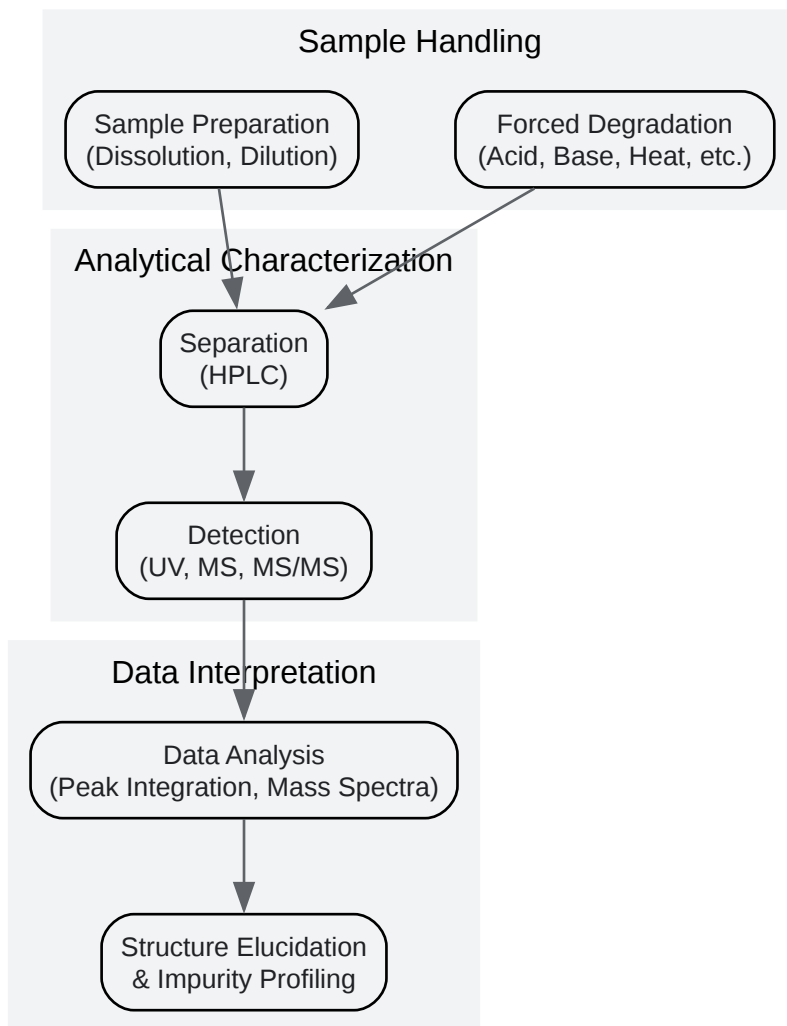 Sample Handling
Sample Preparation
(Dissolution, Dilution)
Forced Degradation
(Acid, Base, Heat, etc.)
Analytical Characterization
Separation
(HPLC)
Detection
(UV, MS, MS/MS)
Data Interpretation
Data Analysis
(Peak Integration, Mass Spectra)
Structure Elucidation
& Impurity Profiling